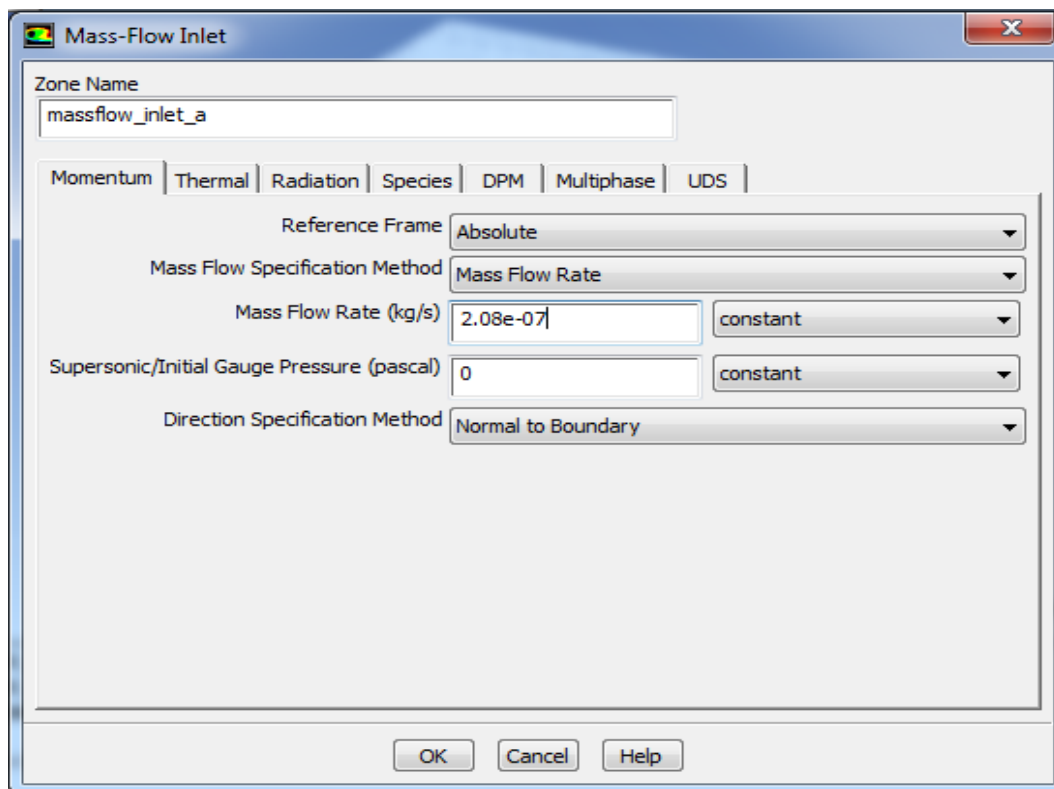 Mass-Flow Inlet
Zone Name
massflow_inlet_a
Momentum Thermal Radiation Species DPM Multiphase UDS
Reference Frame Absolute
Mass Flow Specification Method Mass Flow Rate
Mass Flow Rate (kg/s) 2.08e-07 constant
Supersonic/Initial Gauge Pressure (pascal) 0 constant
Direction Specification Method Normal to Boundary
OK Cancel Help